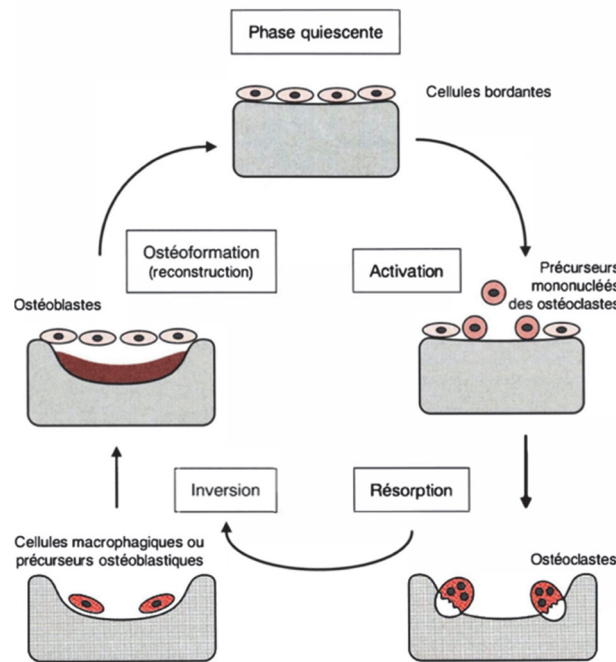 Phase quiescente
Cellules bordantes
Ostéoformation
(reconstruction)
Activation
Précurseurs
mononucléés
des ostéoclastes
Ostéoblastes
Inversion
Résorption
Cellules macrophagiques ou
précurseurs ostéoblastiques
Ostéoclastes